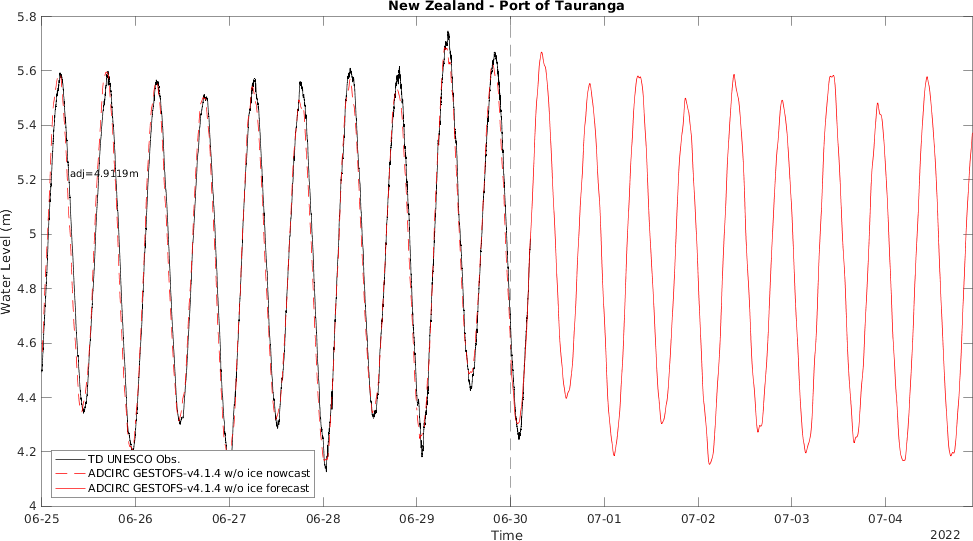 New Zealand - Port of Tauranga
5.8
5.6
5.4
5.2
5
4.8
4.6
4.4
4.2
4
Water Level (m)
adj=4.9119m
TD UNESCO Obs.
ADCIRC GESTOFS-v4.1.4 w/o ice nowcast
ADCIRC GESTOFS-v4.1.4 w/o ice forecast
06-25 06-26 06-27 06-28 06-29 06-30 07-01 07-02 07-03 07-04
Time
2022